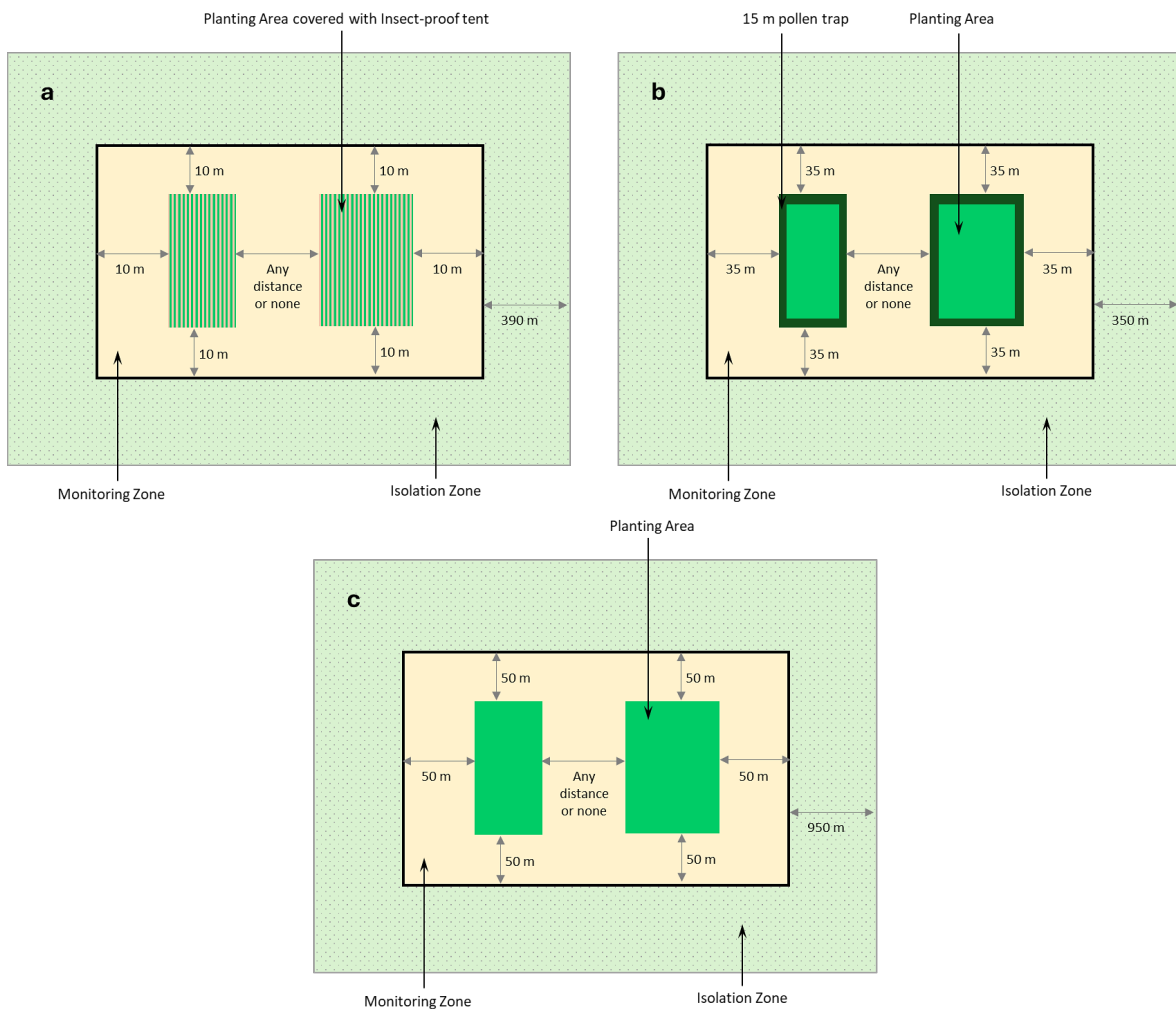 Planting Area covered with Insect-proof tent
a
10 m
10 m
10 m
Any
distance
or none
10 m
390 m
10 m
10 m
Monitoring Zone
Isolation Zone
15 m pollen trap
Planting Area
b
35 m
35 m
35 m
Any
distance
or none
35 m
350 m
35 m
35 m
Monitoring Zone
Isolation Zone
Planting Area
c
50 m
50 m
50 m
Any
distance
or none
50 m
950 m
50 m
50 m
Monitoring Zone
Isolation Zone